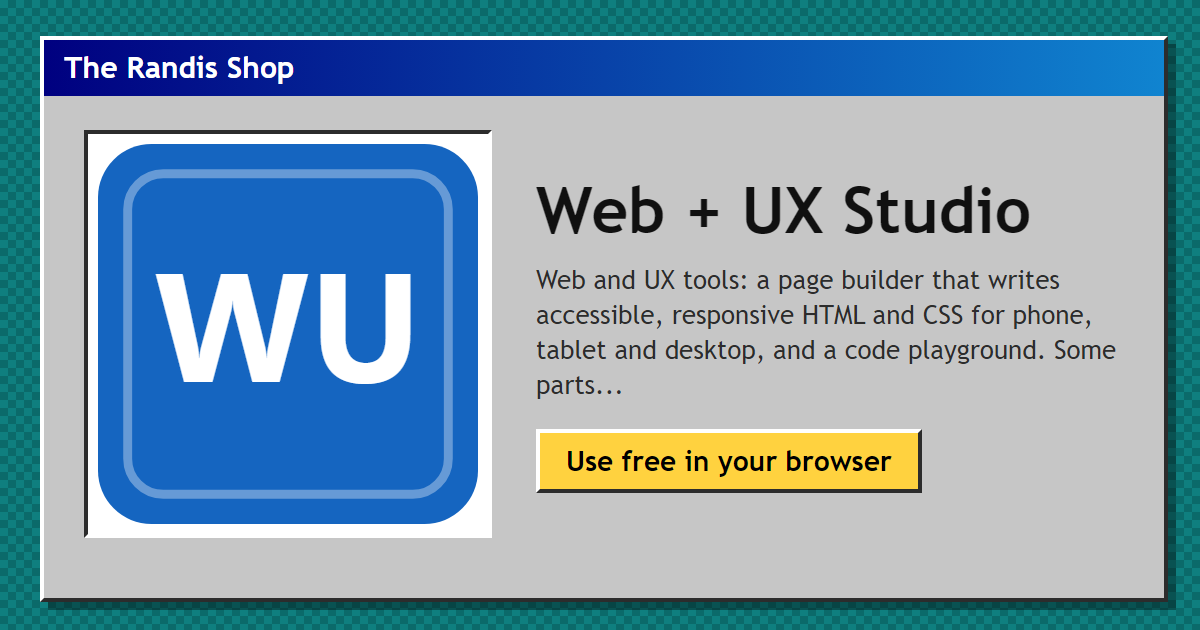 The Randis Shop
WU
Web + UX Studio
Web and UX tools: a page builder that writes
accessible, responsive HTML and CSS for phone,
tablet and desktop, and a code playground. Some
parts...
Use free in your browser